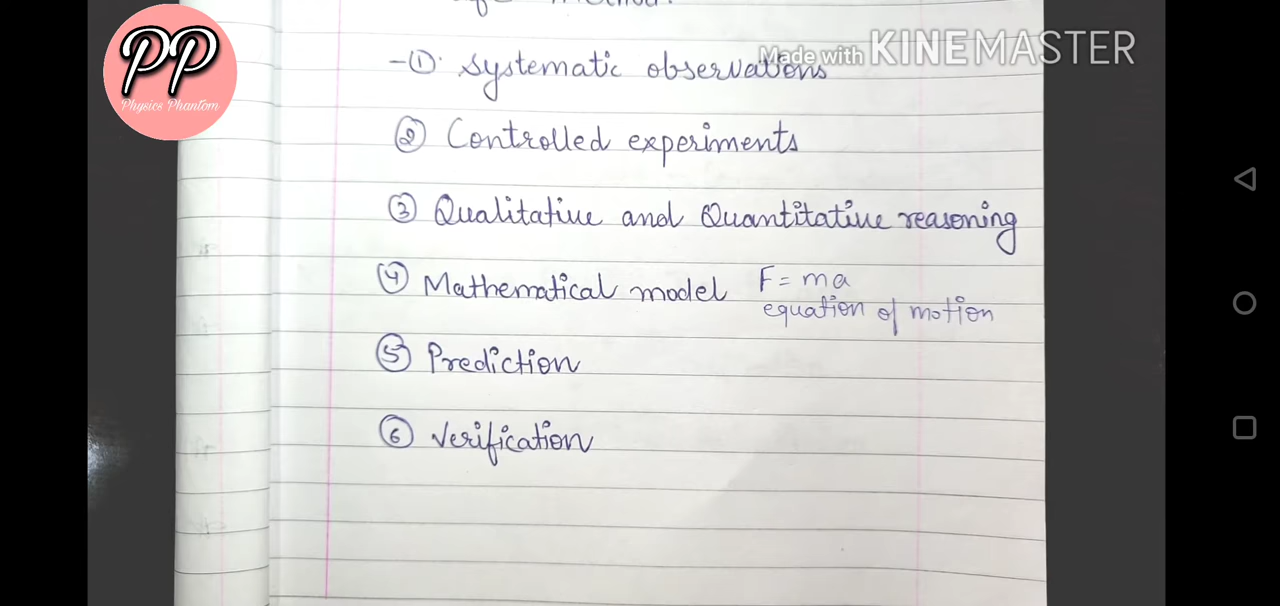 Method.
-① Systematic observations
② Controlled experiments
③ Qualitative and Quantitative reasoning
④ Mathematical model F = ma
equation of motion
⑤ Prediction
⑥ Verification
PP
Physics Phantom
Made with KINEMASTER